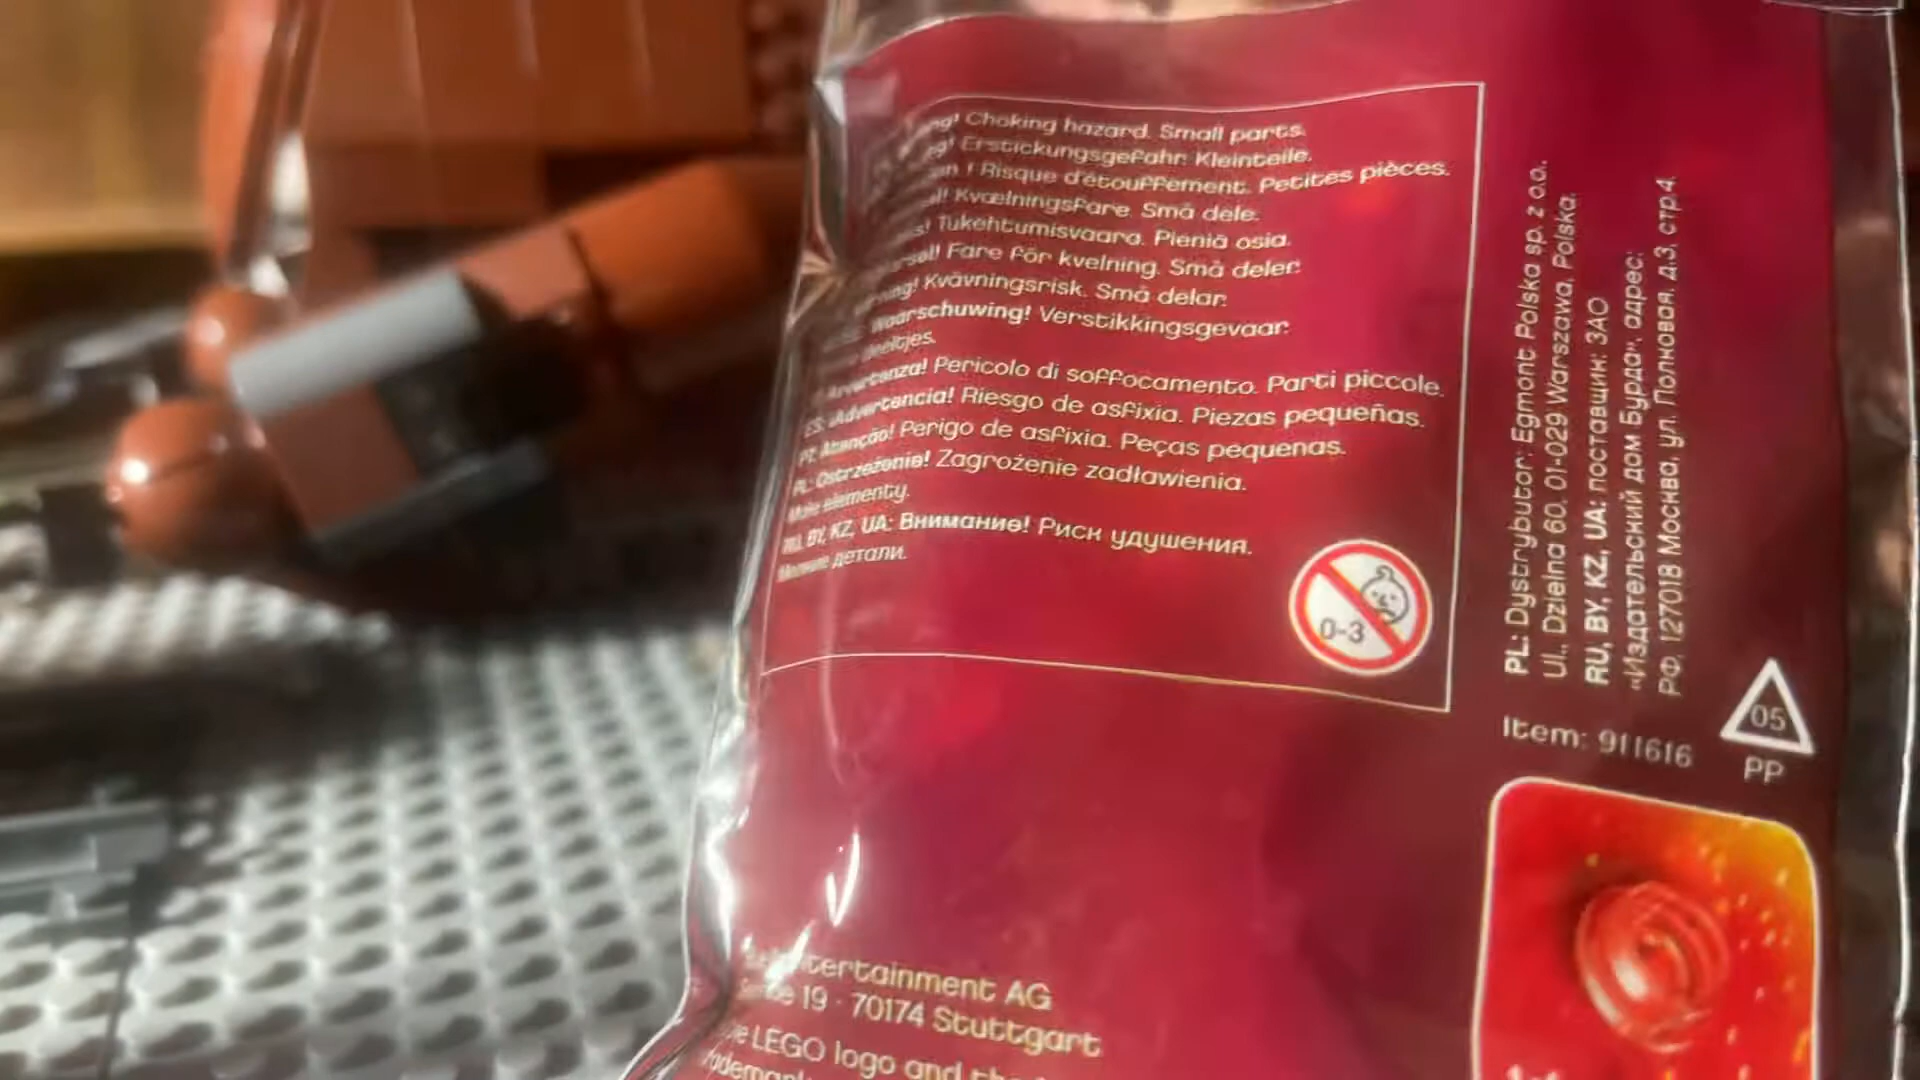 Choking hazard. Small parts.
Erstickungsgefahr. Kleinteile.
! Risque d'étouffement. Petites pièces.
Kvælningsfare. Små dele.
Tukehtumisvaara. Pieniä osia.
Fare för kvelning. Små deler.
Kvävningsrisk. Små delar.
Waarschuwing! Verstikkingsgevaar.
deeltjes.
Avvertenza! Pericolo di soffocamento. Parti piccole.
ES: ¡Advertencia! Riesgo de asfixia. Piezas pequeñas.
PT: Atenção! Perigo de asfixia. Peças pequenas.
PL: Ostrzeżenie! Zagrożenie zadławienia.
Małe elementy.
RU, BY, KZ, UA: Внимание! Риск удушения.
Мелкие детали.
0-3
PL: Dystrybutor: Egmont Polska sp. z o.o.
Ul. Dzielna 60, 01-029 Warszawa, Polska.
RU, BY, KZ, UA: поставщик: ЗАО
"Издательский дом Бурда", адрес:
РФ, 127018 Москва, ул. Полковая, д.3, стр.4.
Item: 911616
05
PP
AG
19 · 70174 Stuttgart
LEGO logo and